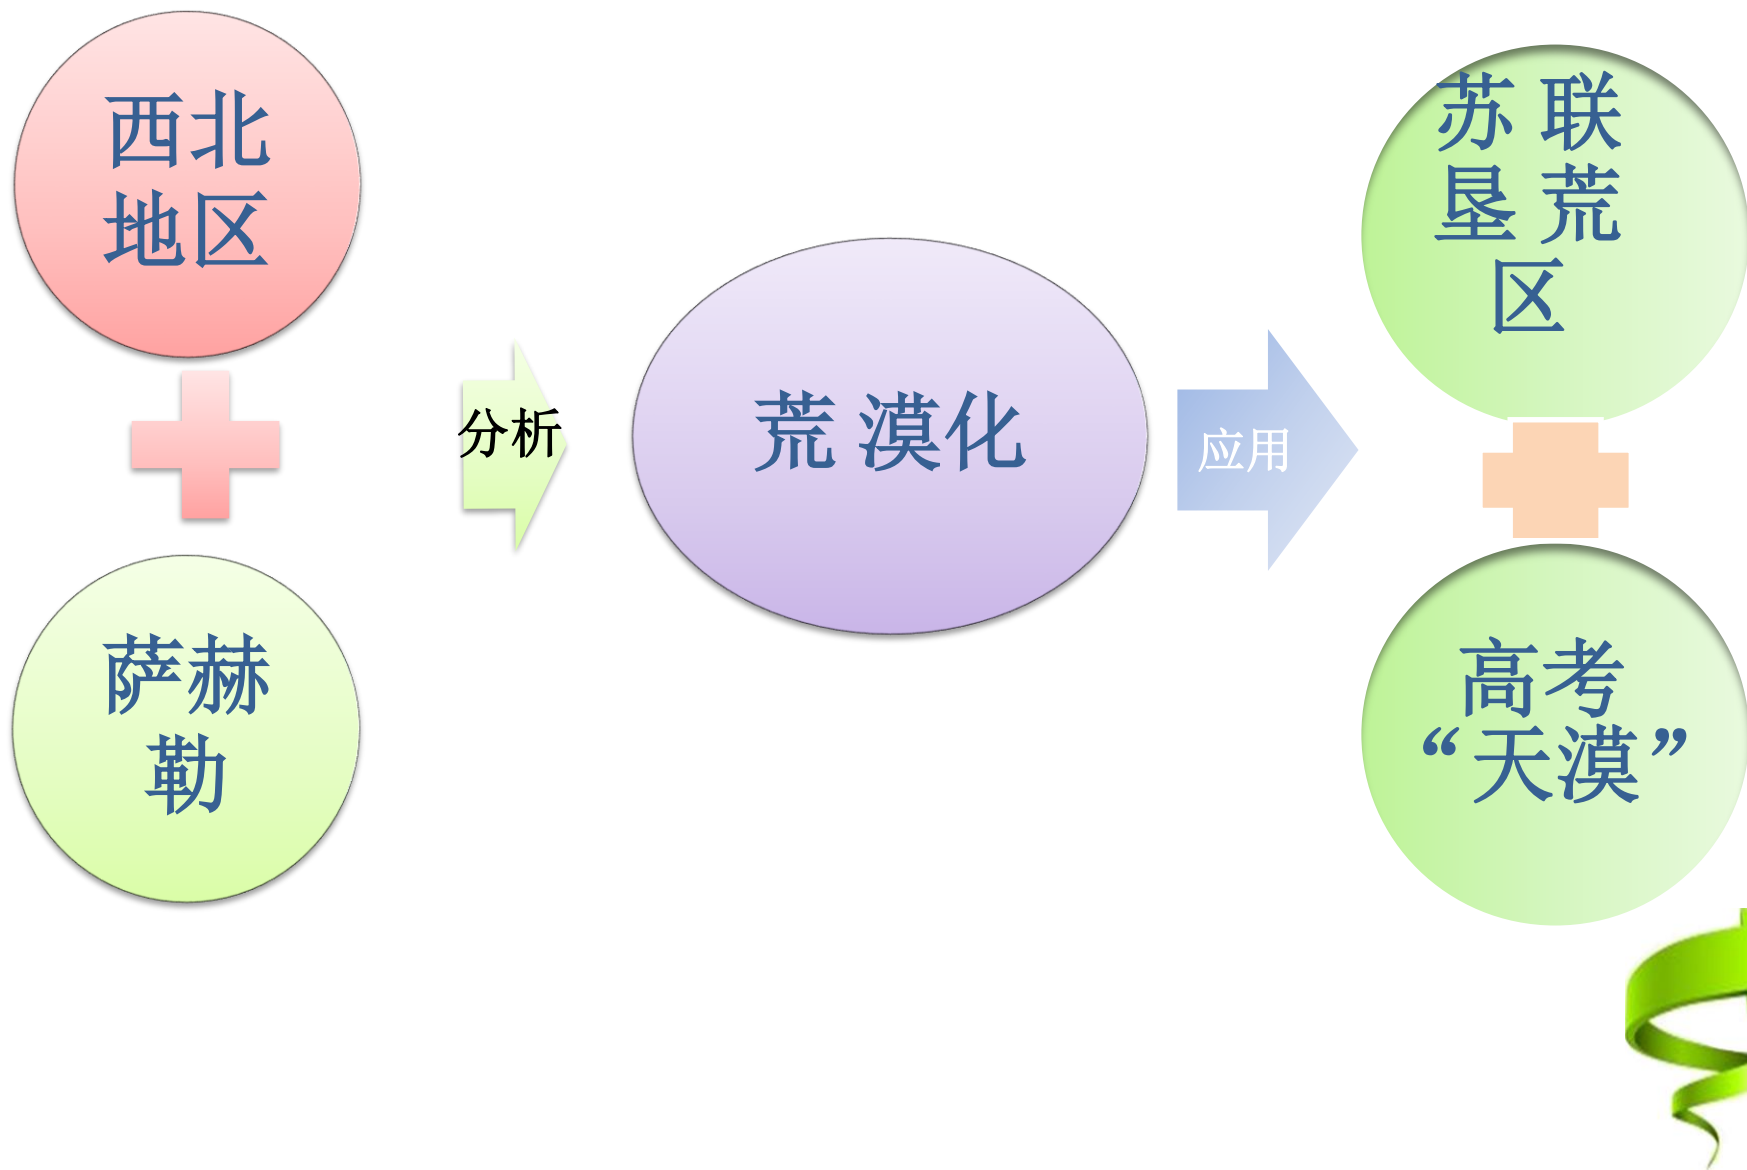 西北
地区
萨赫
勒
分析
荒 漠化
应用
苏 联
垦 荒
区
高考
“天漠”